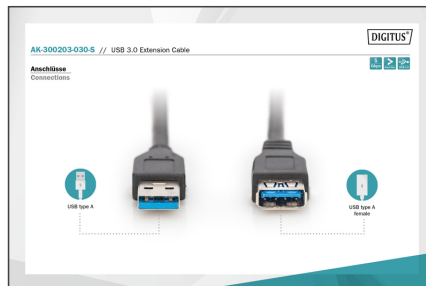 DIGITUS®
AK-300203-030-S // USB 3.0 Extension Cable
Anschlüsse
Connections
USB type A
USB type A
female